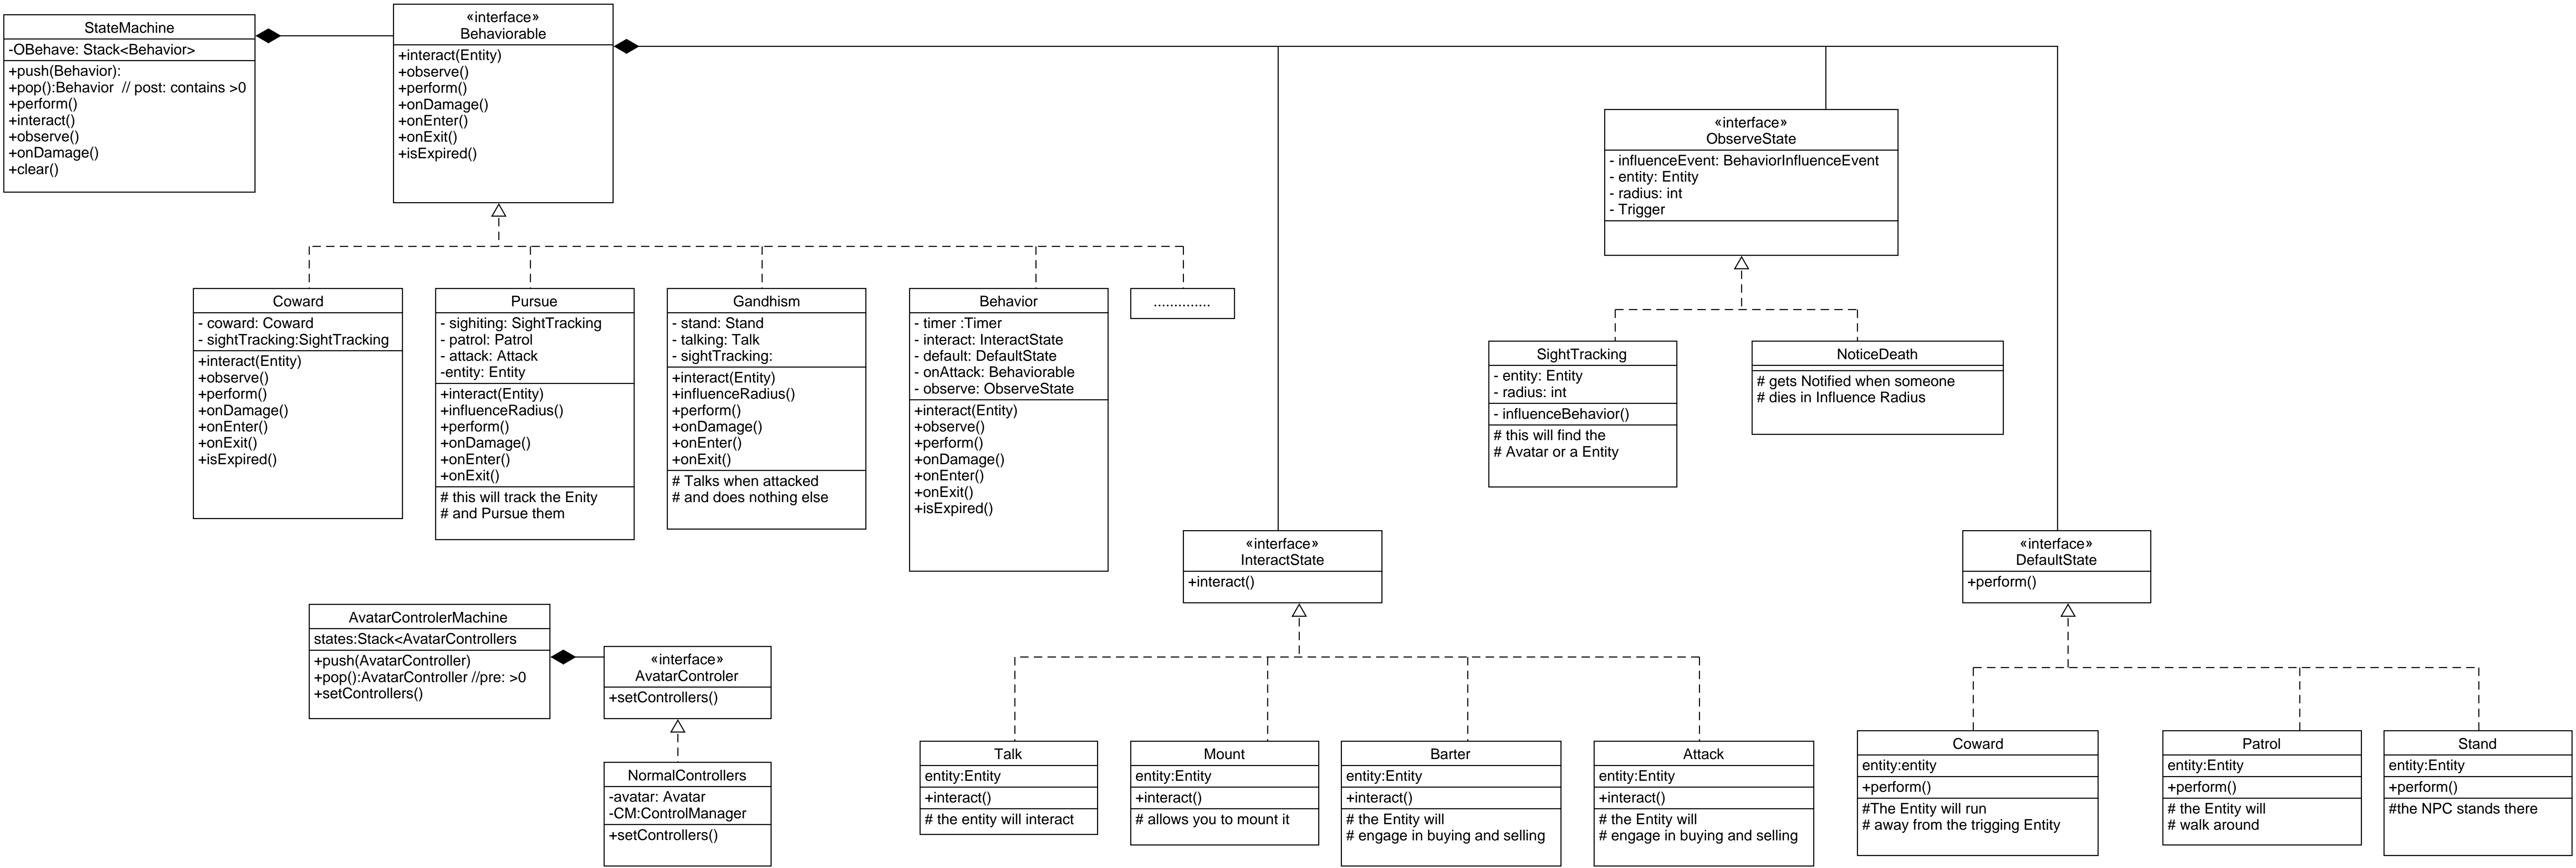 StateMachine
-OBehave: Stack<Behavior>
+push(Behavior):
+pop():Behavior  // post: contains >0
+perform()
+interact()
+observe()
+onDamage()
+clear()
«interface»
Behaviorable
+interact(Entity)
+observe()
+perform()
+onDamage()
+onEnter()
+onExit()
+isExpired()
«interface»
ObserveState
- influenceEvent: BehaviorInfluenceEvent
- entity: Entity
- radius: int
- Trigger
Coward
- coward: Coward
- sightTracking:SightTracking
+interact(Entity)
+observe()
+perform()
+onDamage()
+onEnter()
+onExit()
+isExpired()
Pursue
- sighiting: SightTracking
- patrol: Patrol
- attack: Attack
-entity: Entity
+interact(Entity)
+influenceRadius()
+perform()
+onDamage()
+onEnter()
+onExit()
# this will track the Enity
# and Pursue them
Gandhism
- stand: Stand
- talking: Talk
- sightTracking:
+interact(Entity)
+influenceRadius()
+perform()
+onDamage()
+onEnter()
+onExit()
# Talks when attacked
# and does nothing else
Behavior
- timer :Timer
- interact: InteractState
- default: DefaultState
- onAttack: Behaviorable
- observe: ObserveState
+interact(Entity)
+observe()
+perform()
+onDamage()
+onEnter()
+onExit()
+isExpired()
..............
SightTracking
- entity: Entity
- radius: int
- influenceBehavior()
# this will find the
# Avatar or a Entity
NoticeDeath
# gets Notified when someone
# dies in Influence Radius
«interface»
InteractState
+interact()
«interface»
DefaultState
+perform()
AvatarControlerMachine
states:Stack<AvatarControllers
+push(AvatarController)
+pop():AvatarController //pre: >0
+setControllers()
«interface»
AvatarControler
+setControllers()
NormalControllers
-avatar: Avatar
-CM:ControlManager
+setControllers()
Talk
entity:Entity
+interact()
# the entity will interact
Mount
entity:Entity
+interact()
# allows you to mount it
Barter
entity:Entity
+interact()
# the Entity will
# engage in buying and selling
Attack
entity:Entity
+interact()
# the Entity will
# engage in buying and selling
Coward
entity:entity
+perform()
#The Entity will run
# away from the trigging Entity
Patrol
entity:Entity
+perform()
# the Entity will
# walk around
Stand
entity:Entity
+perform()
#the NPC stands there